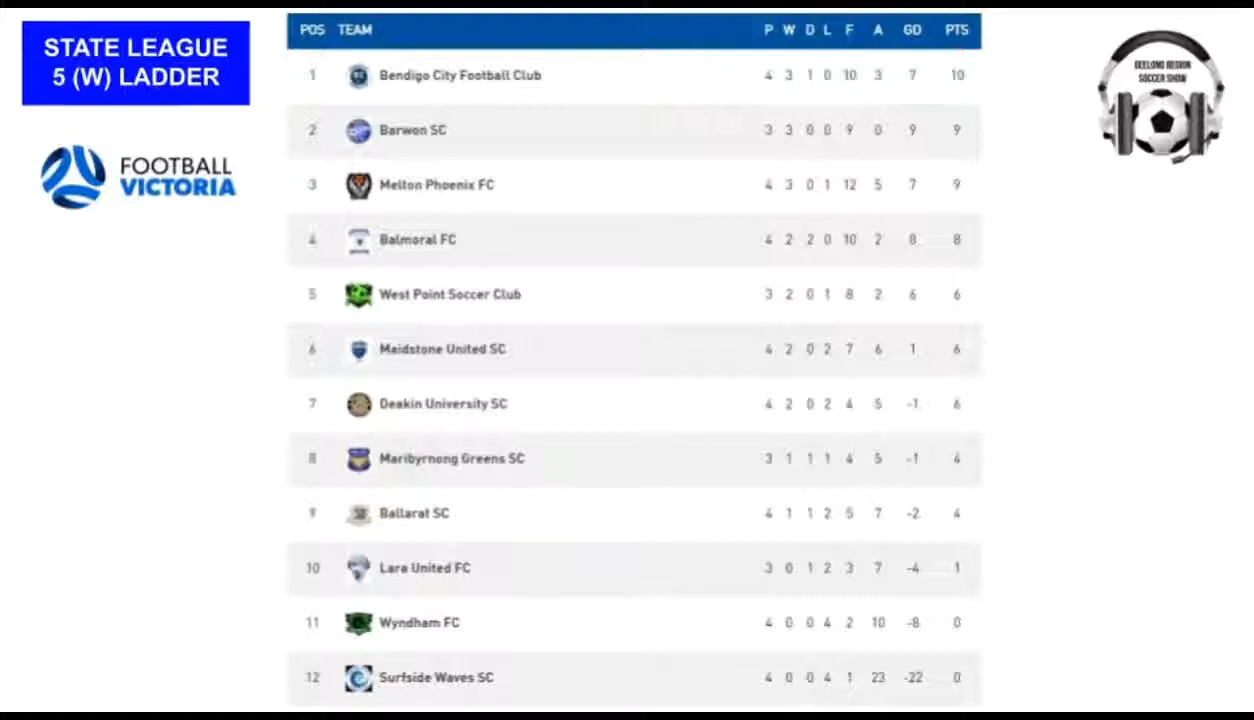 STATE LEAGUE
5 (W) LADDER
FOOTBALL
VICTORIA
GEELONG REGION
SOCCER SHOW
POS TEAM P W D L F A GD PTS
1 Bendigo City Football Club 4 3 1 0 10 3 7 10
2 Barwon SC 3 3 0 0 9 0 9 9
3 Melton Phoenix FC 4 3 0 1 12 5 7 9
4 Balmoral FC 4 2 2 0 10 2 8 8
5 West Point Soccer Club 3 2 0 1 8 2 6 6
6 Maidstone United SC 4 2 0 2 7 6 1 6
7 Deakin University SC 4 2 0 2 4 5 -1 6
8 Maribyrnong Greens SC 3 1 1 1 4 5 -1 4
9 Ballarat SC 4 1 1 2 5 7 -2 4
10 Lara United FC 3 0 1 2 3 7 -4 1
11 Wyndham FC 4 0 0 4 2 10 -8 0
12 Surfside Waves SC 4 0 0 4 1 23 -22 0